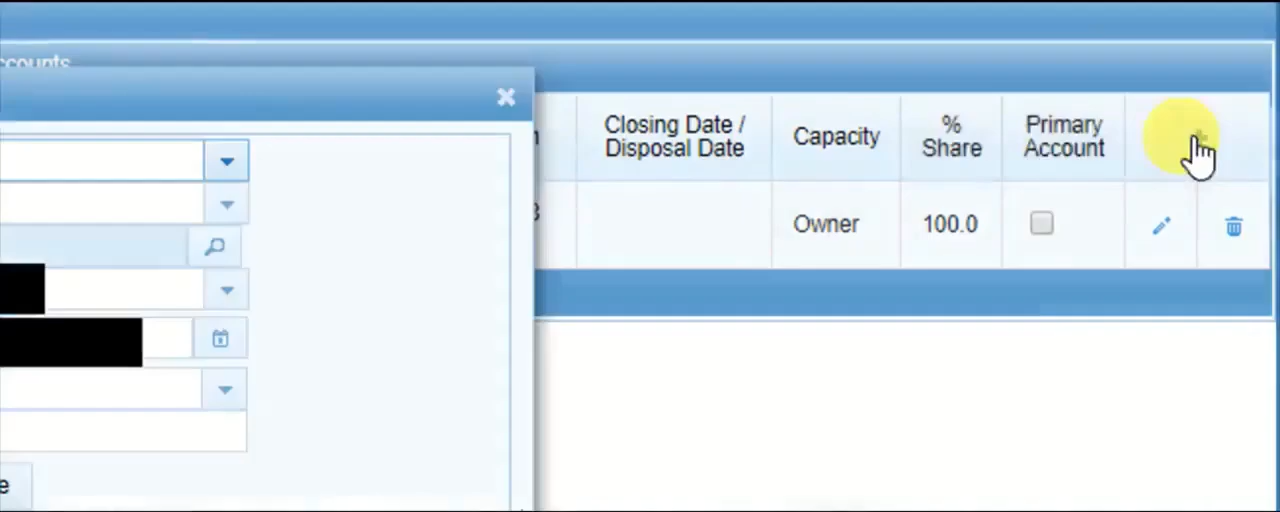 Closing Date /
Disposal Date
Capacity
%
Share
Primary
Account
Owner
100.0